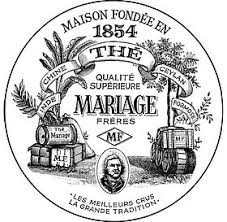 MAISON FONDÉE EN
1854
THÉ
CHINE
CEYLAN
INDE
FORMOSE
QUALITÉ
SUPÉRIEURE
MARIAGE
FRÈRES
MF
Thé
Mariage
M.F
"LES MEILLEURS CRUS
LA GRANDE TRADITION"